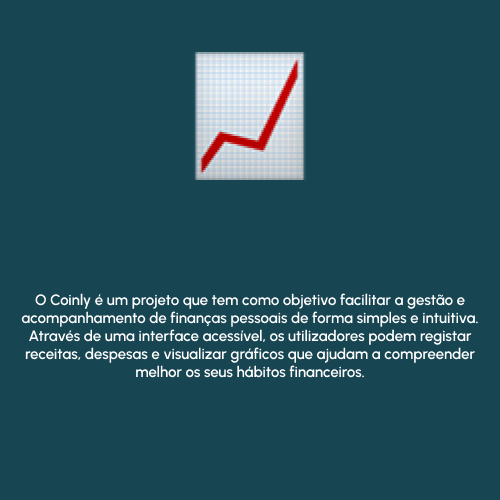 O Coinly é um projeto que tem como objetivo facilitar a gestão e
acompanhamento de finanças pessoais de forma simples e intuitiva.
Através de uma interface acessível, os utilizadores podem registar
receitas, despesas e visualizar gráficos que ajudam a compreender
melhor os seus hábitos financeiros.